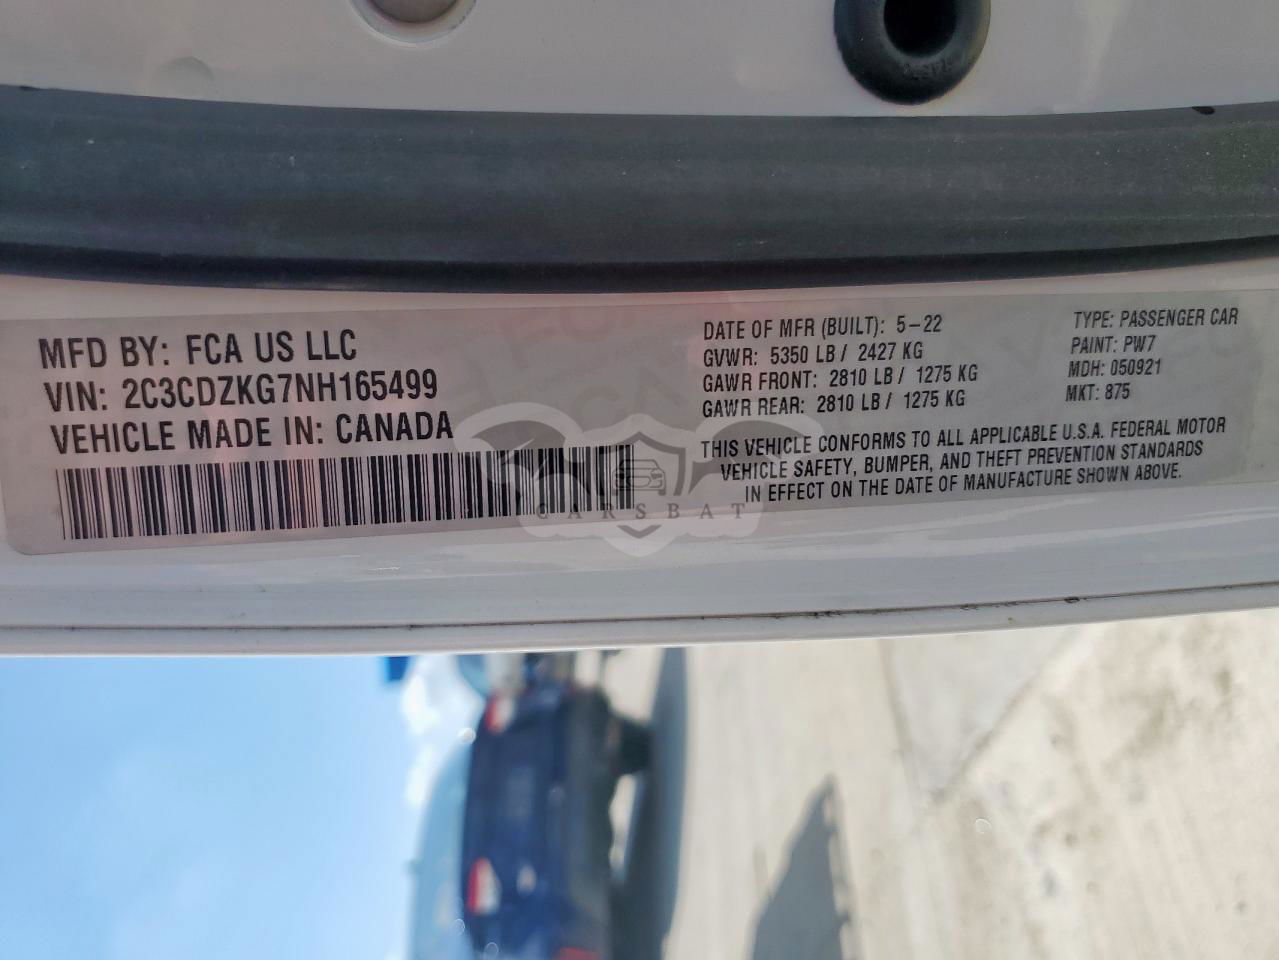 MFD BY: FCA US LLC
VIN: 2C3CDZKG7NH165499
VEHICLE MADE IN: CANADA
DATE OF MFR (BUILT): 5-22
GVWR: 5350 LB / 2427 KG
GAWR FRONT: 2810 LB / 1275 KG
GAWR REAR: 2810 LB / 1275 KG
TYPE: PASSENGER CAR
PAINT: PW7
MDH: 050921
MKT: 875
THIS VEHICLE CONFORMS TO ALL APPLICABLE U.S.A. FEDERAL MOTOR
VEHICLE SAFETY, BUMPER, AND THEFT PREVENTION STANDARDS
IN EFFECT ON THE DATE OF MANUFACTURE SHOWN ABOVE.
CARSBAT